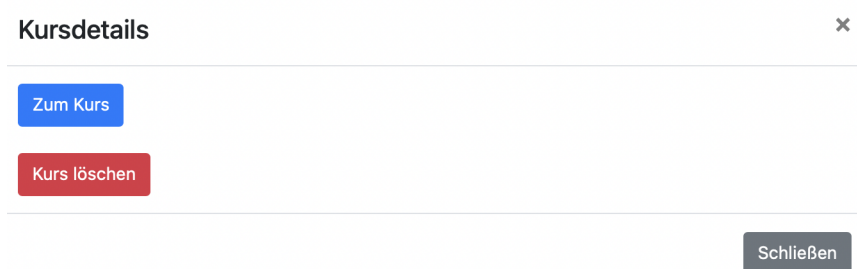 Kursdetails
×
Zum Kurs
Kurs löschen
Schließen